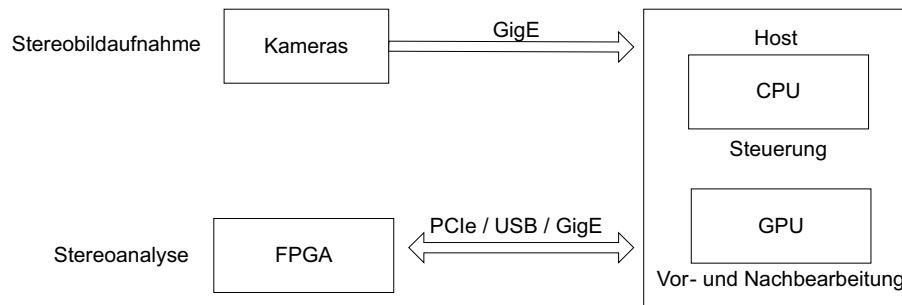 GigE
Stereobildaufnahme
Kameras
Host
CPU
Steuerung
PCIe / USB / GigE
Stereoanalyse
FPGA
GPU
Vor- und Nachbearbeitung